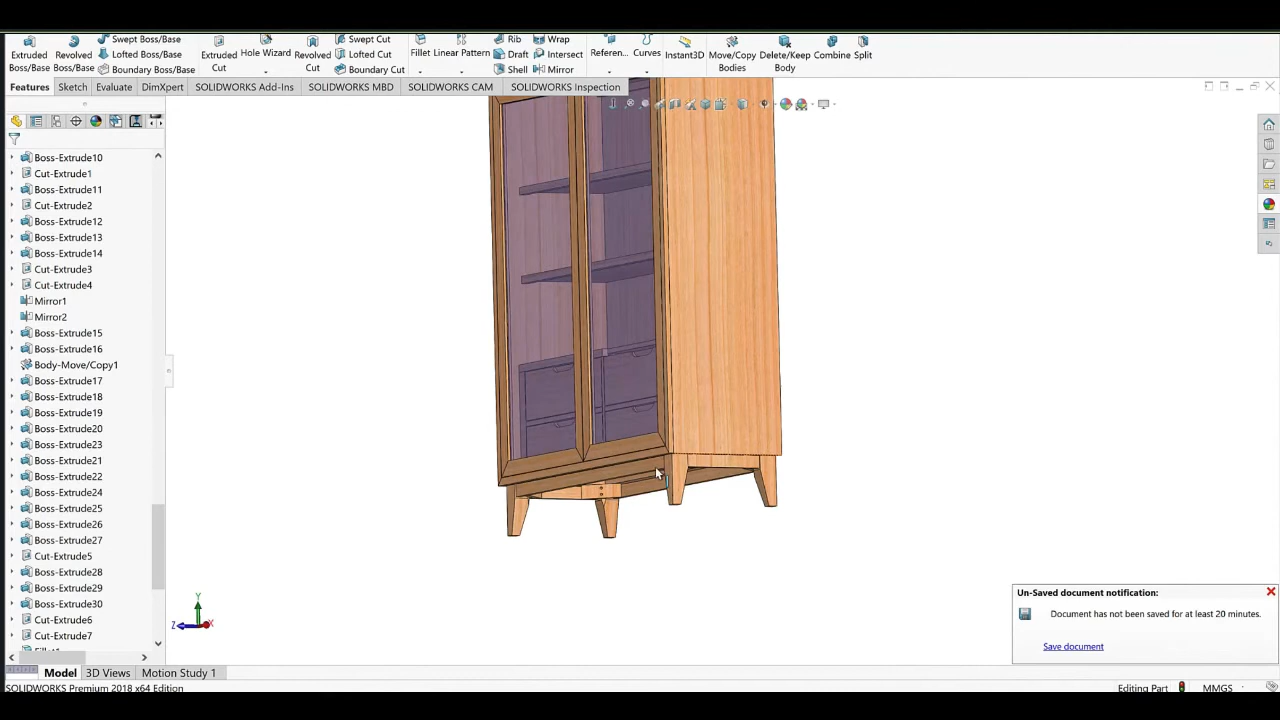 Extruded Boss/Base
Revolved Boss/Base
Swept Boss/Base
Lofted Boss/Base
Boundary Boss/Base
Extruded Cut
Hole Wizard
Revolved Cut
Swept Cut
Lofted Cut
Boundary Cut
Fillet
Linear Pattern
Rib
Draft
Shell
Wrap
Intersect
Mirror
Referen...
Curves
Instant3D
Move/Copy Bodies
Delete/Keep Body
Combine
Split
Features
Sketch
Evaluate
DimXpert
SOLIDWORKS Add-Ins
SOLIDWORKS MBD
SOLIDWORKS CAM
SOLIDWORKS Inspection
Boss-Extrude10
Cut-Extrude1
Boss-Extrude11
Cut-Extrude2
Boss-Extrude12
Boss-Extrude13
Boss-Extrude14
Cut-Extrude3
Cut-Extrude4
Mirror1
Mirror2
Boss-Extrude15
Boss-Extrude16
Body-Move/Copy1
Boss-Extrude17
Boss-Extrude18
Boss-Extrude19
Boss-Extrude20
Boss-Extrude23
Boss-Extrude21
Boss-Extrude22
Boss-Extrude24
Boss-Extrude25
Boss-Extrude26
Boss-Extrude27
Cut-Extrude5
Boss-Extrude28
Boss-Extrude29
Boss-Extrude30
Cut-Extrude6
Cut-Extrude7
Y
Z
X
Un-Saved document notification:
Document has not been saved for at least 20 minutes.
Save document
Model
3D Views
Motion Study 1
SOLIDWORKS Premium 2018 x64 Edition
Editing Part
MMGS